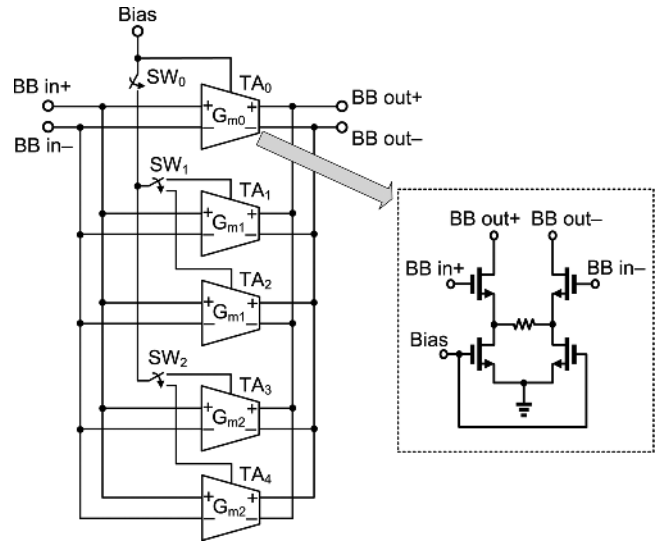 Bias
SW₀
TA₀
BB in+
+
Gm0
+
BB out+
BB in–
–
–
BB out–
SW₁
TA₁
+
Gm1
+
–
–
TA₂
+
Gm1
+
–
–
SW₂
TA₃
+
Gm2
+
–
–
TA₄
+
Gm2
+
–
–
BB out+ BB out–
BB in+
BB in–
Bias